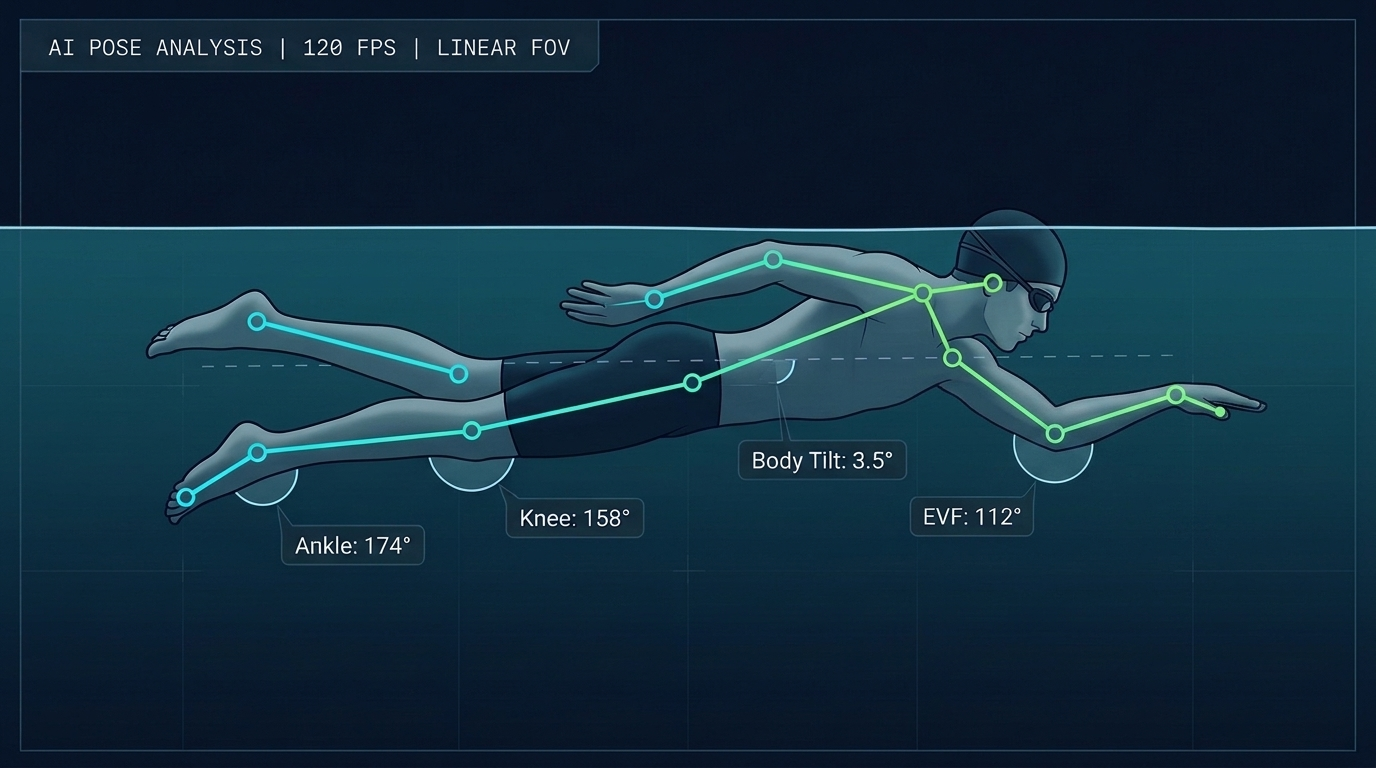 AI POSE ANALYSIS | 120 FPS | LINEAR FOV
Body Tilt: 3.5°
EVF: 112°
Knee: 158°
Ankle: 174°